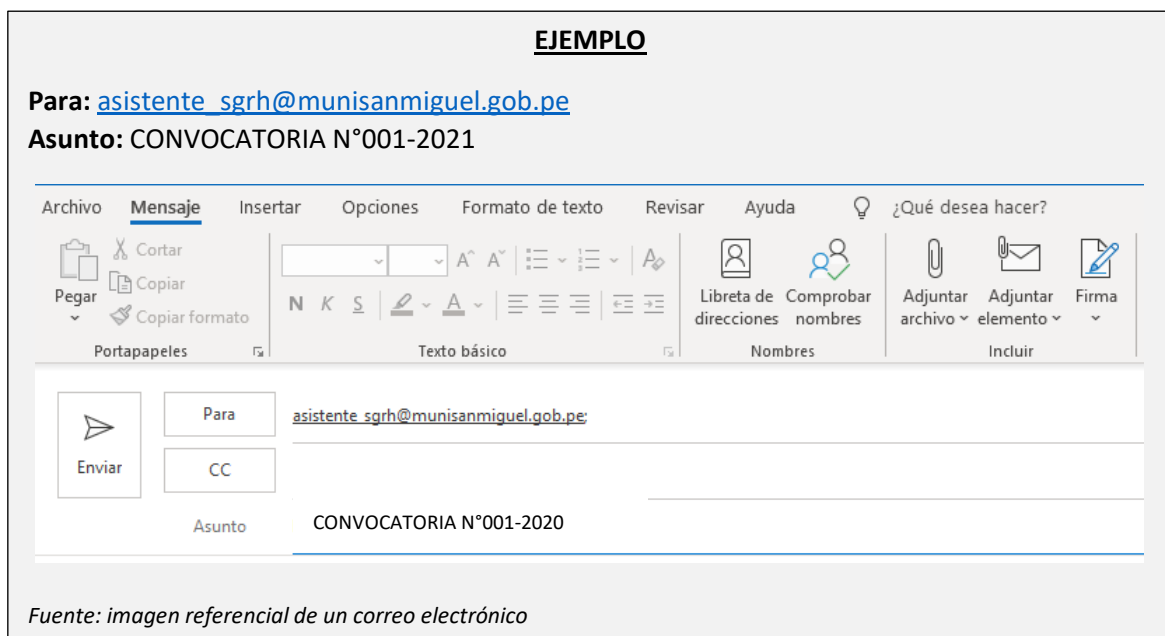 EJEMPLO
Para: asistente_sgrh@munisanmiguel.gob.pe
Asunto: CONVOCATORIA N°001-2021
Archivo Mensaje Insertar Opciones Formato de texto Revisar Ayuda ¿Qué desea hacer?
Pegar
Cortar
Copiar
Copiar formato
Portapapeles
N K S A
Texto básico
Libreta de direcciones
Comprobar nombres
Nombres
Adjuntar archivo
Adjuntar elemento
Firma
Incluir
Enviar
Para asistente_sgrh@munisanmiguel.gob.pe;
CC
Asunto CONVOCATORIA N°001-2020
Fuente: imagen referencial de un correo electrónico